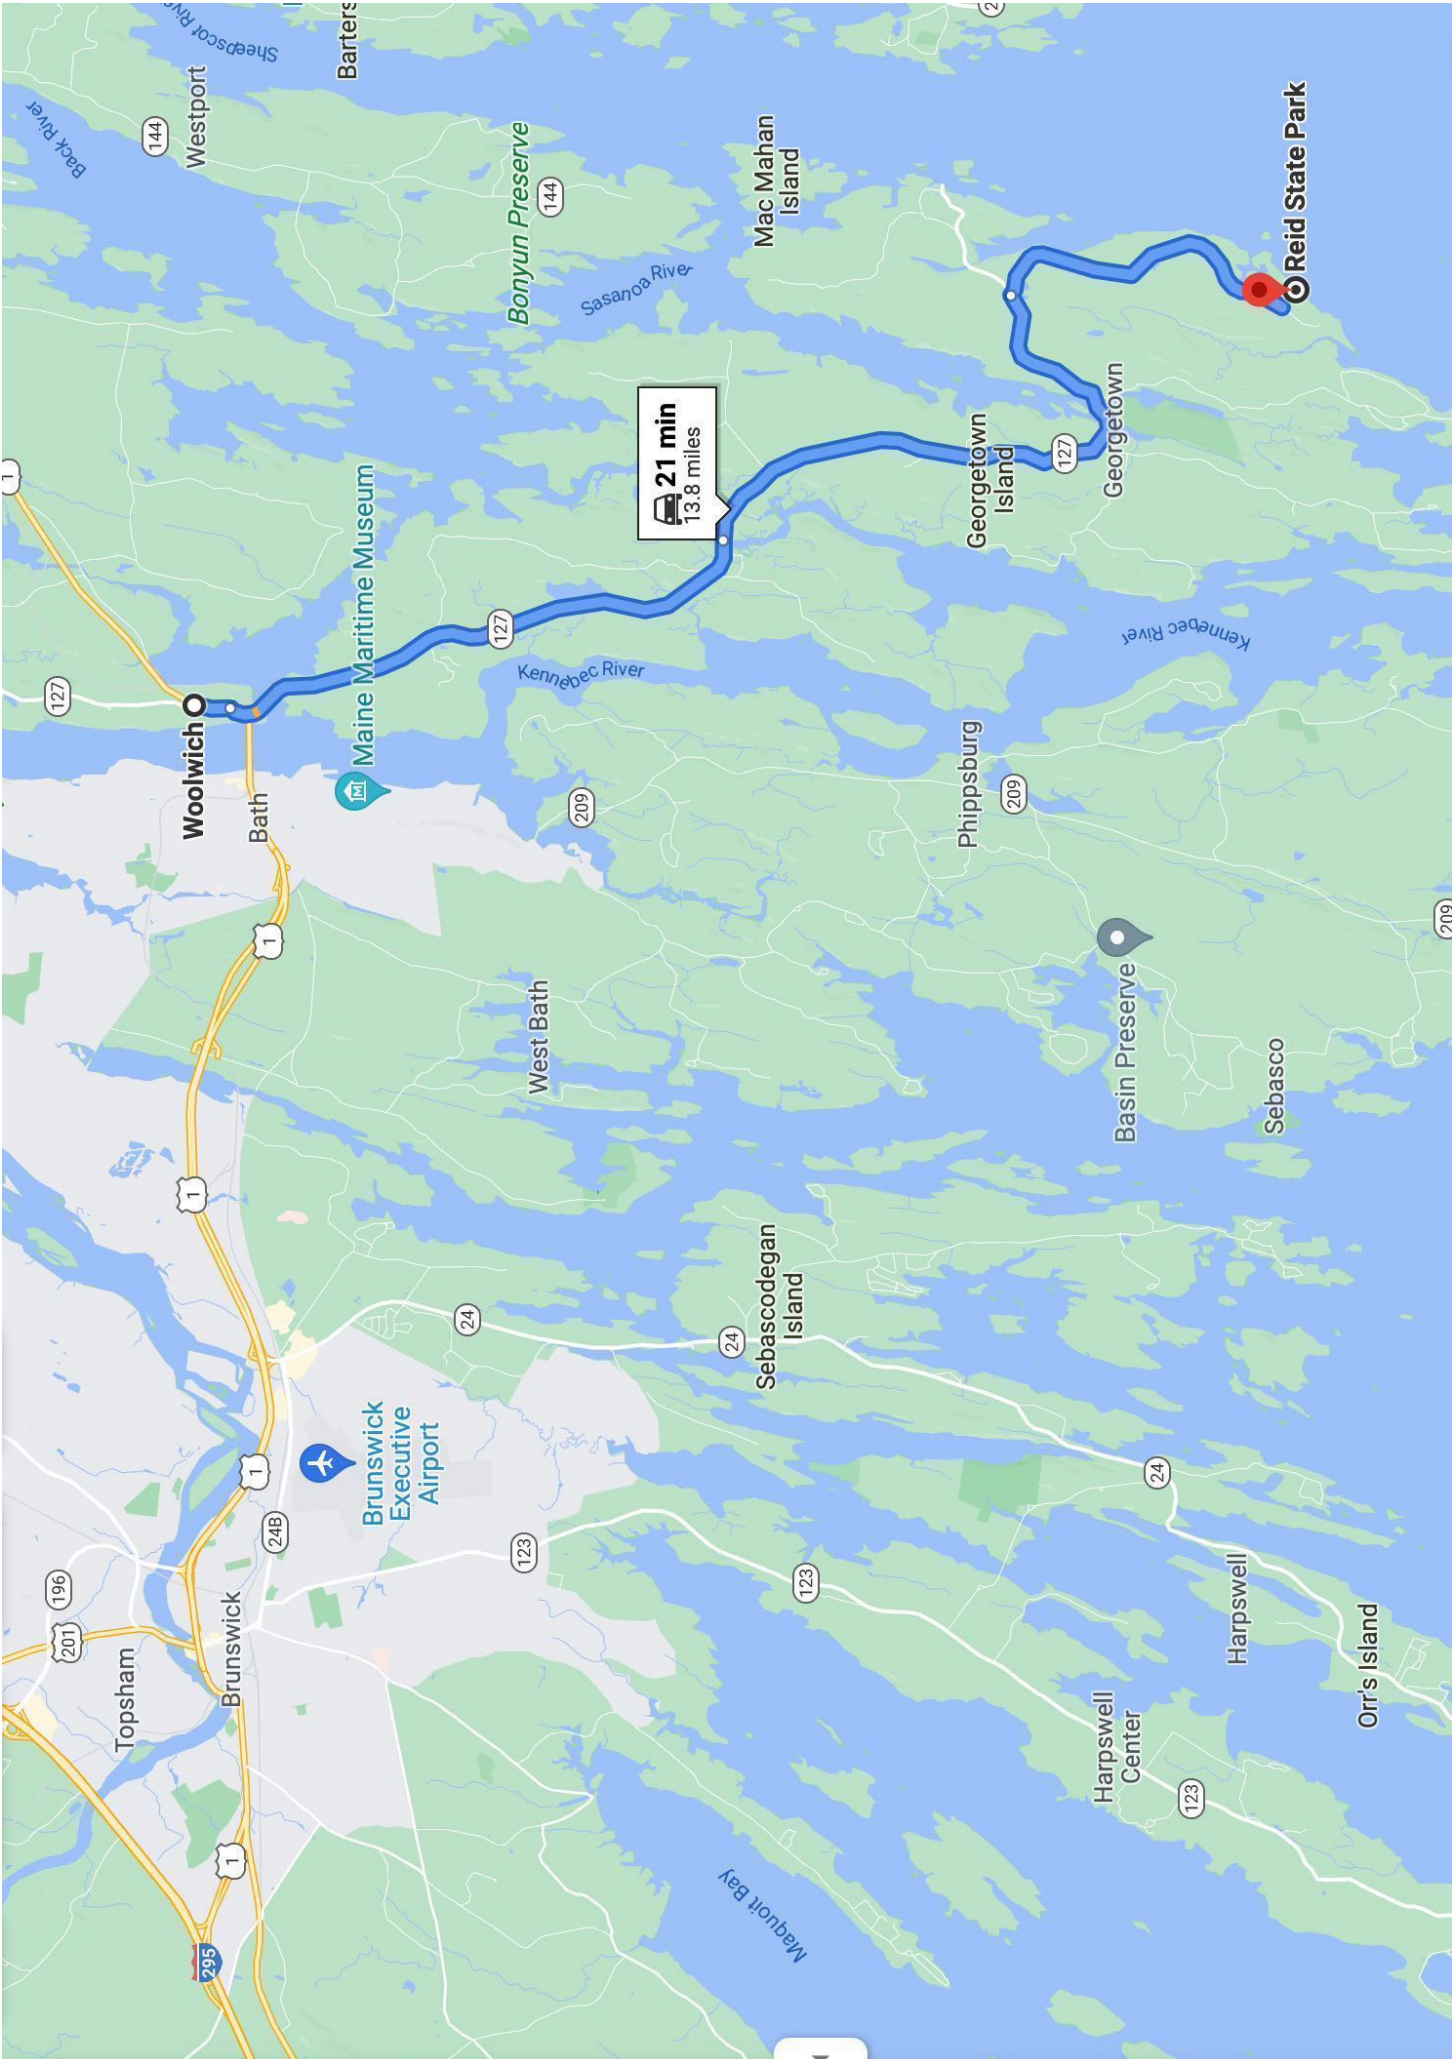 Sheepscot River
Barters
Back River
144
Westport
Bonyun Preserve
144
Mac Mahan
Island
Sasanoa River
Reid State Park
1
21 min
13.8 miles
Georgetown
Island
127
Georgetown
Maine Maritime Museum
127
Kennebec River
Kennebec River
127
Woolwich
Bath
209
Phippsburg
209
209
1
West Bath
Basin Preserve
Sebasco
1
24
24
Sebascodegan
Island
Brunswick
Executive
Airport
1
24B
24
123
123
196
201
Topsham
Brunswick
Harpswell
Orr's Island
Harpswell
Center
123
1
Maquoit Bay
295